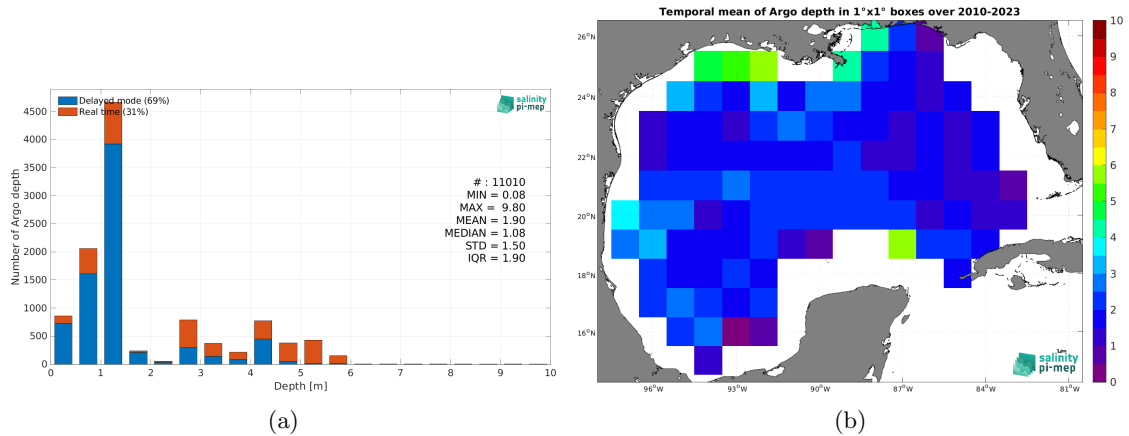 Delayed mode (69%)
Real time (31%)
salinity
pi-mep
4500
4000
3500
3000
2500
2000
1500
1000
500
0
Number of Argo depth
# : 11010
MIN = 0.08
MAX = 9.80
MEAN = 1.90
MEDIAN = 1.08
STD = 1.50
IQR = 1.90
0 1 2 3 4 5 6 7 8 9 10
Depth [m]
(a)
Temporal mean of Argo depth in 1°x1° boxes over 2010-2023
26°N
24°N
22°N
20°N
18°N
16°N
96°W 93°W 90°W 87°W 84°W 81°W
salinity
pi-mep
10
9
8
7
6
5
4
3
2
1
0
(b)